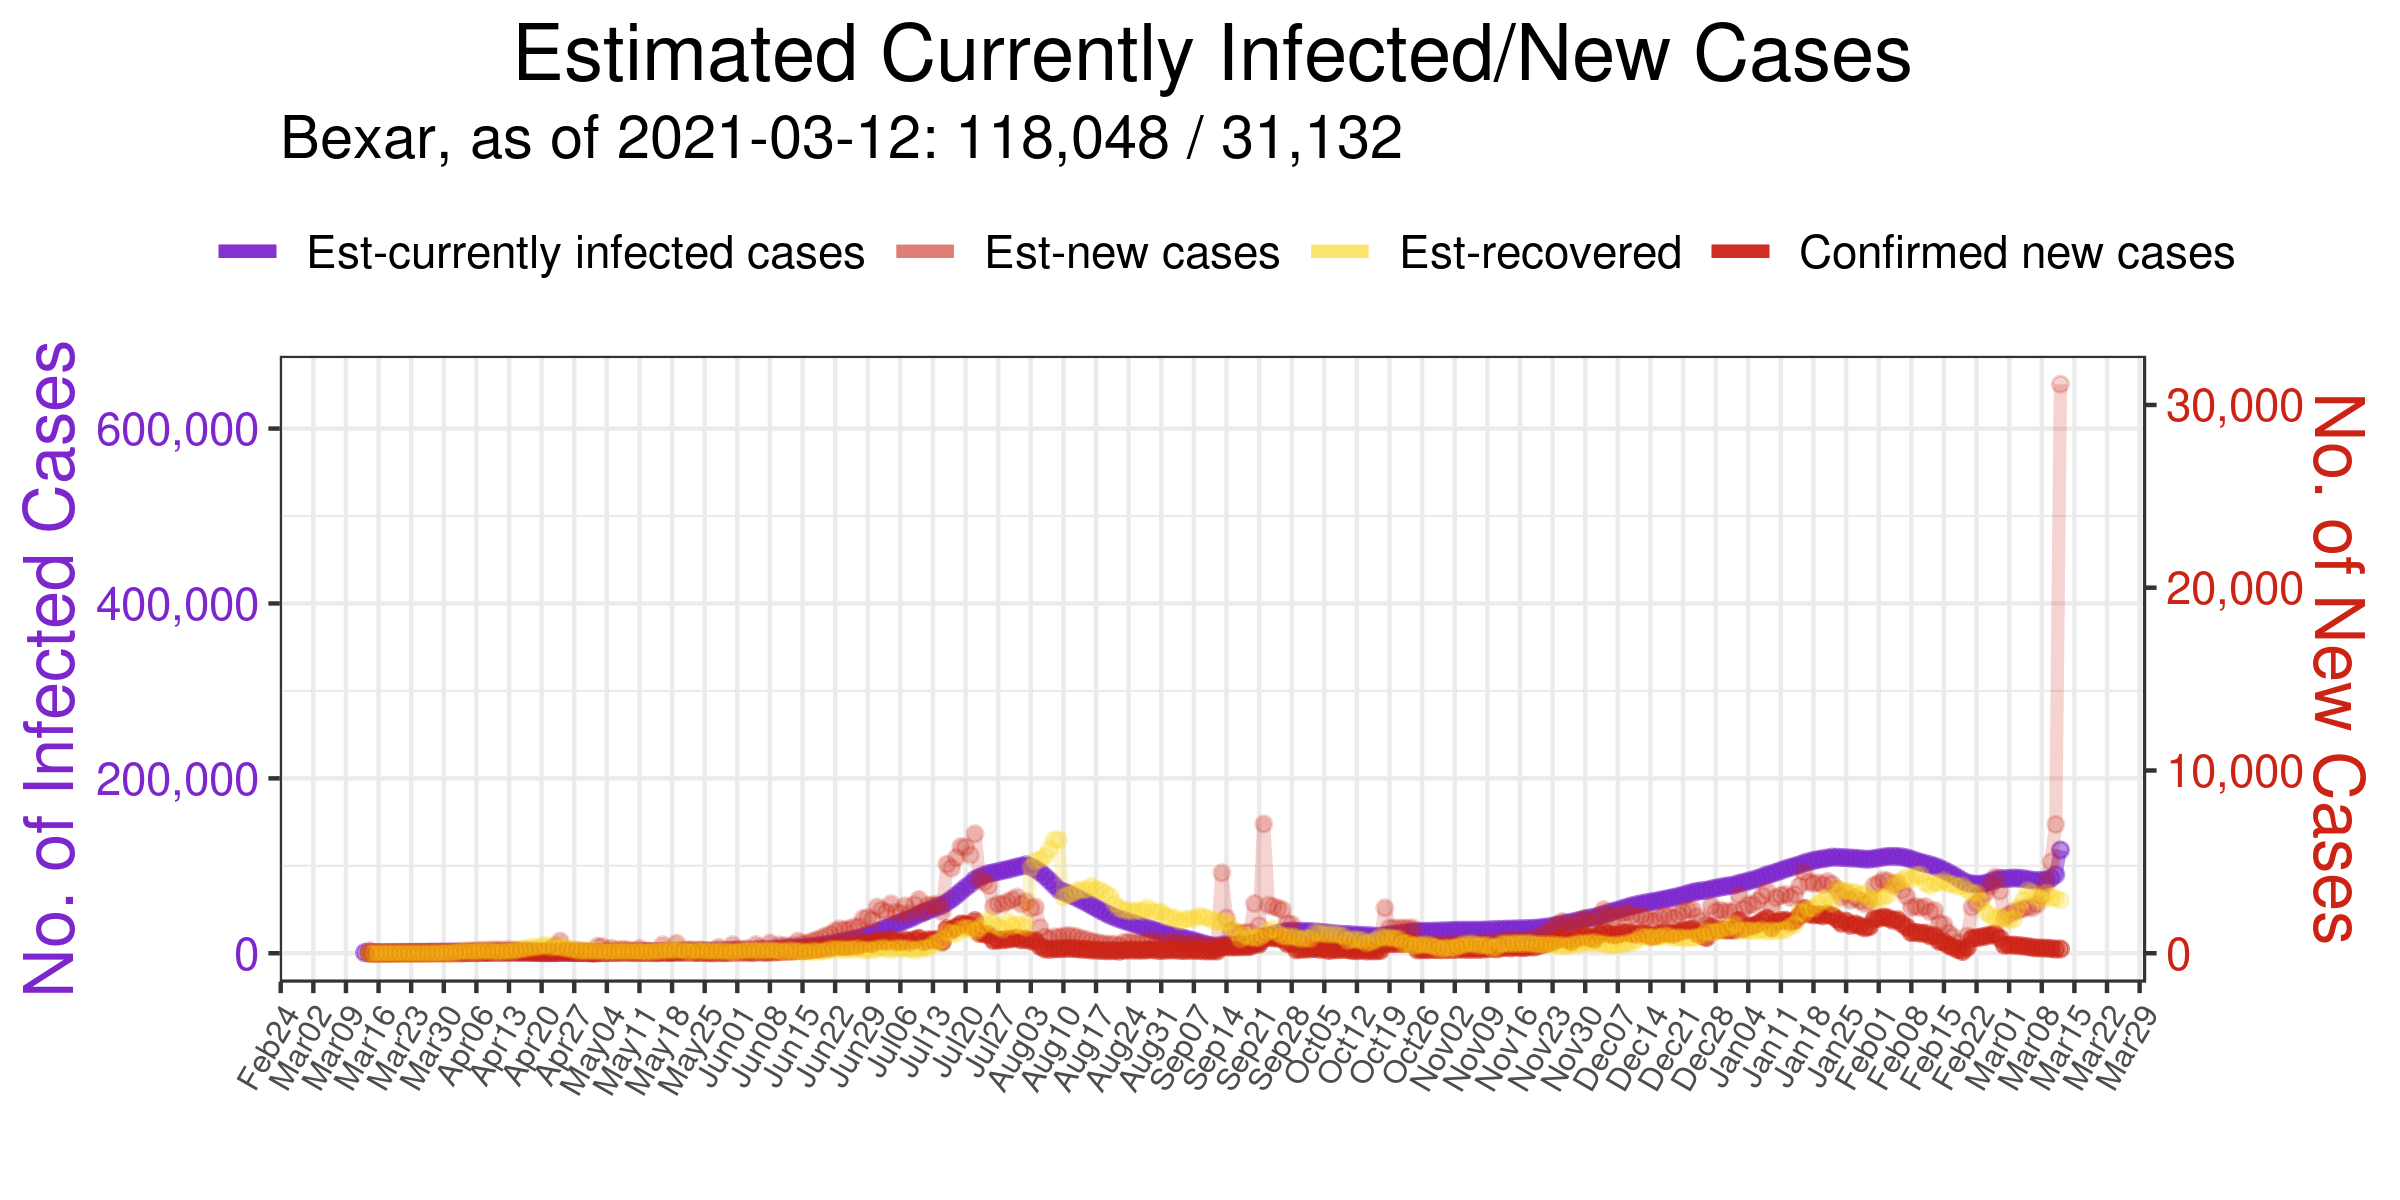 Estimated Currently Infected/New Cases
Bexar, as of 2021-03-12: 118,048 / 31,132
Est-currently infected cases
Est-new cases
Est-recovered
Confirmed new cases
No. of Infected Cases
600,000
400,000
200,000
0
30,000
20,000
10,000
0
No. of New Cases
Feb24
Mar02
Mar09
Mar16
Mar23
Mar30
Apr06
Apr13
Apr20
Apr27
May04
May11
May18
May25
Jun01
Jun08
Jun15
Jun22
Jun29
Jul06
Jul13
Jul20
Jul27
Aug03
Aug10
Aug17
Aug24
Aug31
Sep07
Sep14
Sep21
Sep28
Oct05
Oct12
Oct19
Oct26
Nov02
Nov09
Nov16
Nov23
Nov30
Dec07
Dec14
Dec21
Dec28
Jan04
Jan11
Jan18
Jan25
Feb01
Feb08
Feb15
Feb22
Mar01
Mar08
Mar15
Mar22
Mar29